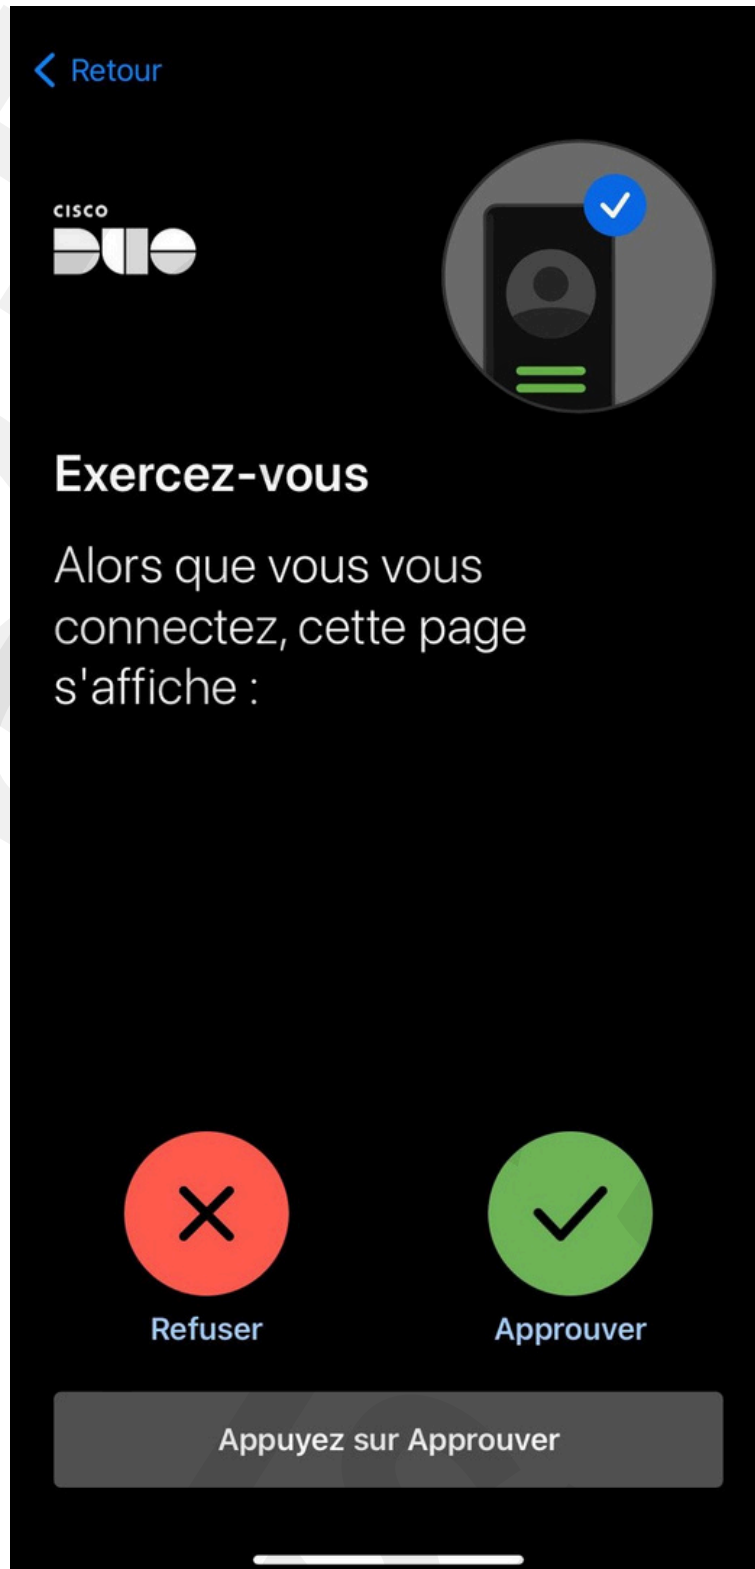 Retour
CISCO
DUO
Exercez-vous
Alors que vous vous
connectez, cette page
s'affiche :
Refuser
Approuver
Appuyez sur Approuver